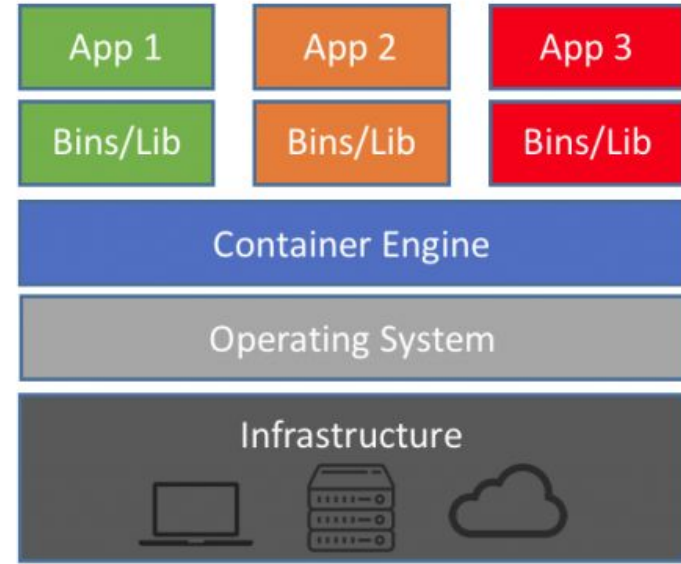 App 1
App 2
App 3
Bins/Lib
Bins/Lib
Bins/Lib
Container Engine
Operating System
Infrastructure